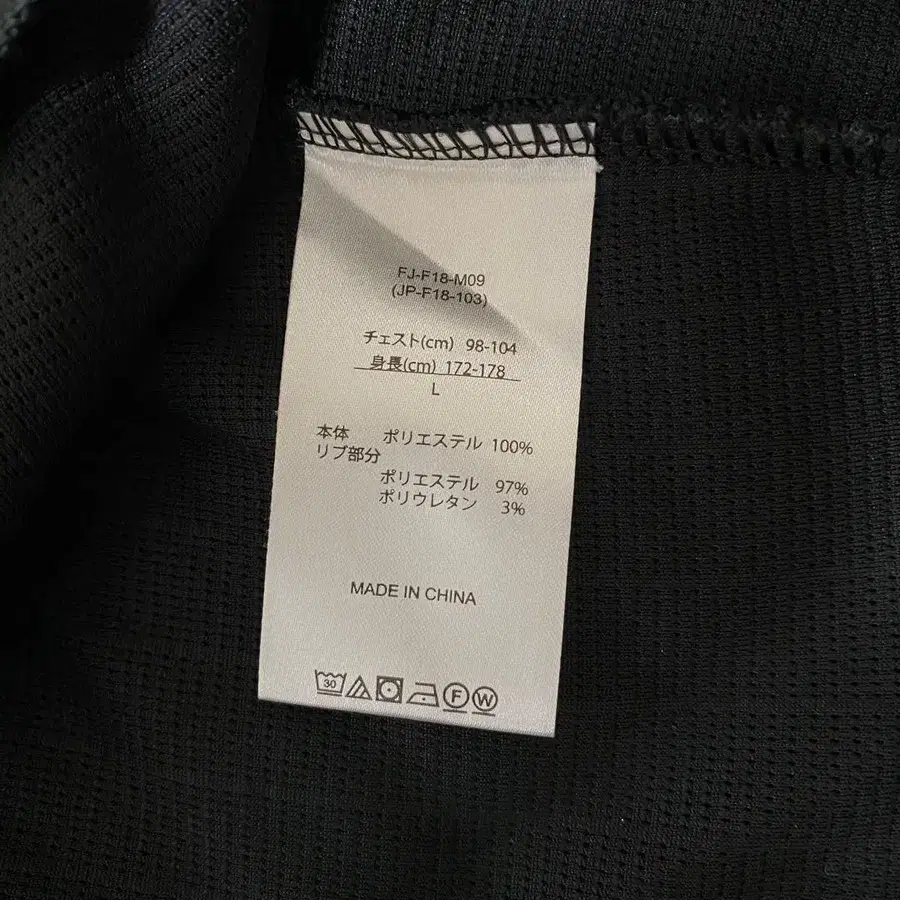 FJ-F18-M09
(JP-F18-103)
チェスト(cm) 98-104
身長(cm) 172-178
L
本体 ポリエステル 100%
リブ部分
ポリエステル 97%
ポリウレタン 3%
MADE IN CHINA
30 F W